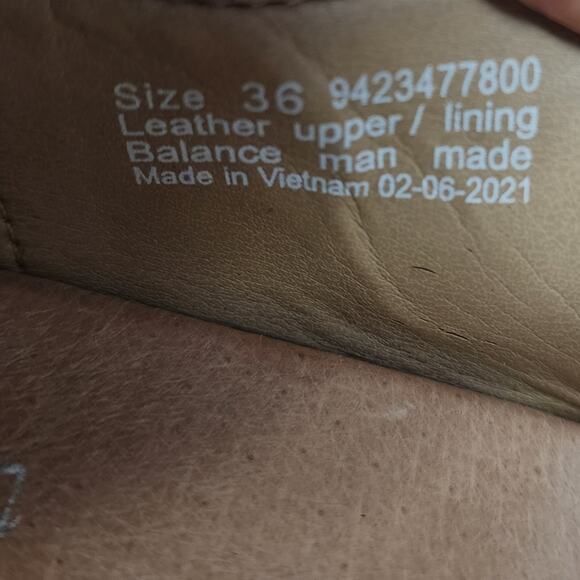 Size 36 9423477800
Leather upper / lining
Balance man made
Made in Vietnam 02-06-2021